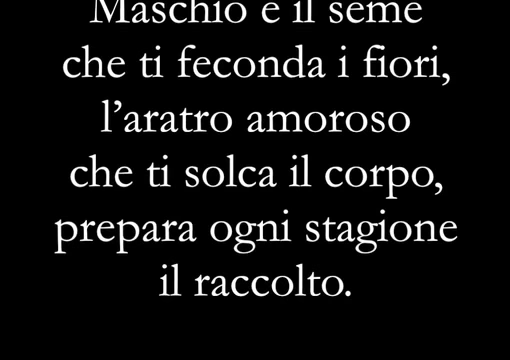 Maschio è il seme
che ti feconda i fiori,
l’aratro amoroso
che ti solca il corpo,
prepara ogni stagione
il raccolto.